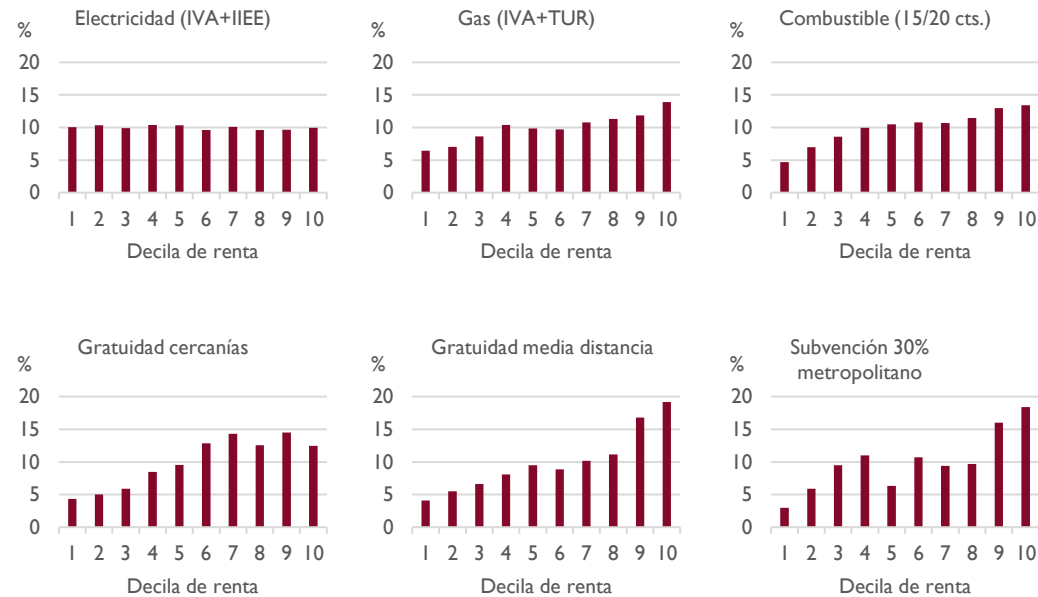 Electricidad (IVA+IIEE)
%
20
15
10
5
0
1 2 3 4 5 6 7 8 9 10
Decila de renta
Gas (IVA+TUR)
%
20
15
10
5
0
1 2 3 4 5 6 7 8 9 10
Decila de renta
Combustible (15/20 cts.)
%
20
15
10
5
0
1 2 3 4 5 6 7 8 9 10
Decila de renta
Gratuidad cercanías
%
20
15
10
5
0
1 2 3 4 5 6 7 8 9 10
Decila de renta
Gratuidad media distancia
%
20
15
10
5
0
1 2 3 4 5 6 7 8 9 10
Decila de renta
Subvención 30%
metropolitano
%
20
15
10
5
0
1 2 3 4 5 6 7 8 9 10
Decila de renta